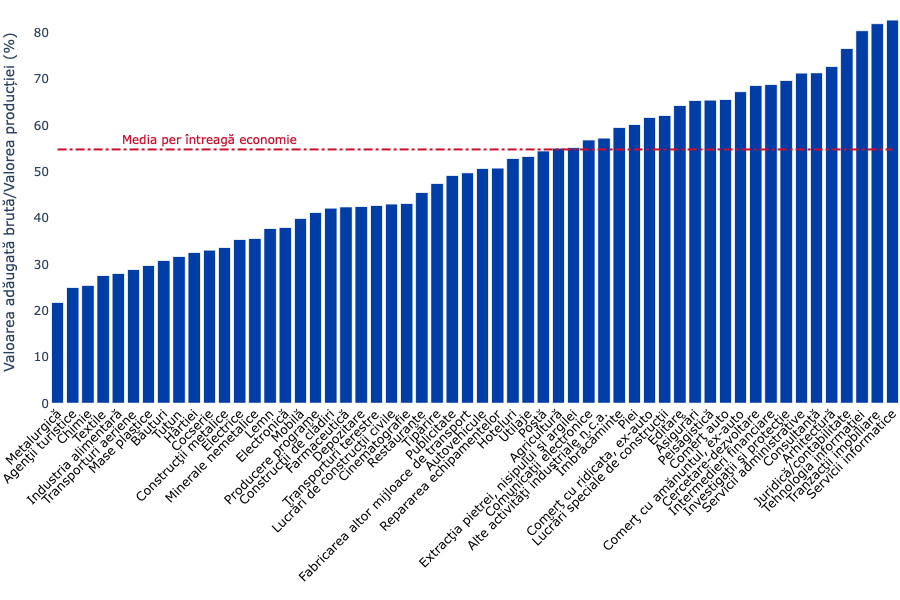 Valoarea adăugată brută/Valorea producției (%)
80
70
60
50
40
30
20
10
0
Media per întreagă economie
Metalurgică
Agenții turistice
Chimie
Textile
Industria alimentară
Transporturi aeriene
Mase plastice
Băuturi
Tutun
Hârtiei
Cocserie
Construcții metalice
Electrice
Minerale nemetalice
Lemn
Electronică
Mobilă
Producere programe
Construcții de clădiri
Farmaceutică
Depozitare
Transporturi terestre
Lucrări de construcții civile
Cinematografie
Restaurante
Tipărire
Publicitate
Fabricarea altor mijloace de transport
Autovehicule
Repararea echipamentelor
Hoteluri
Utilaje
Poștă
Agricultură
Extracția pietrei, nisipului și argilei
Comunicații electronice
Alte activități industriale n.c.a.
Îmbrăcăminte
Piei
Comerț cu ridicata, ex-auto
Lucrări speciale de construcții
Editare
Asigurări
Peisagistică
Comerț auto
Comerț cu amănuntul, ex-auto
Cercetare-dezvoltare
Intermedieri financiare
Investigații și protecție
Servicii administrative
Consultanță
Arhitectură
Juridică/contabilitate
Tehnologia informației
Tranzacții imobiliare
Servicii informatice